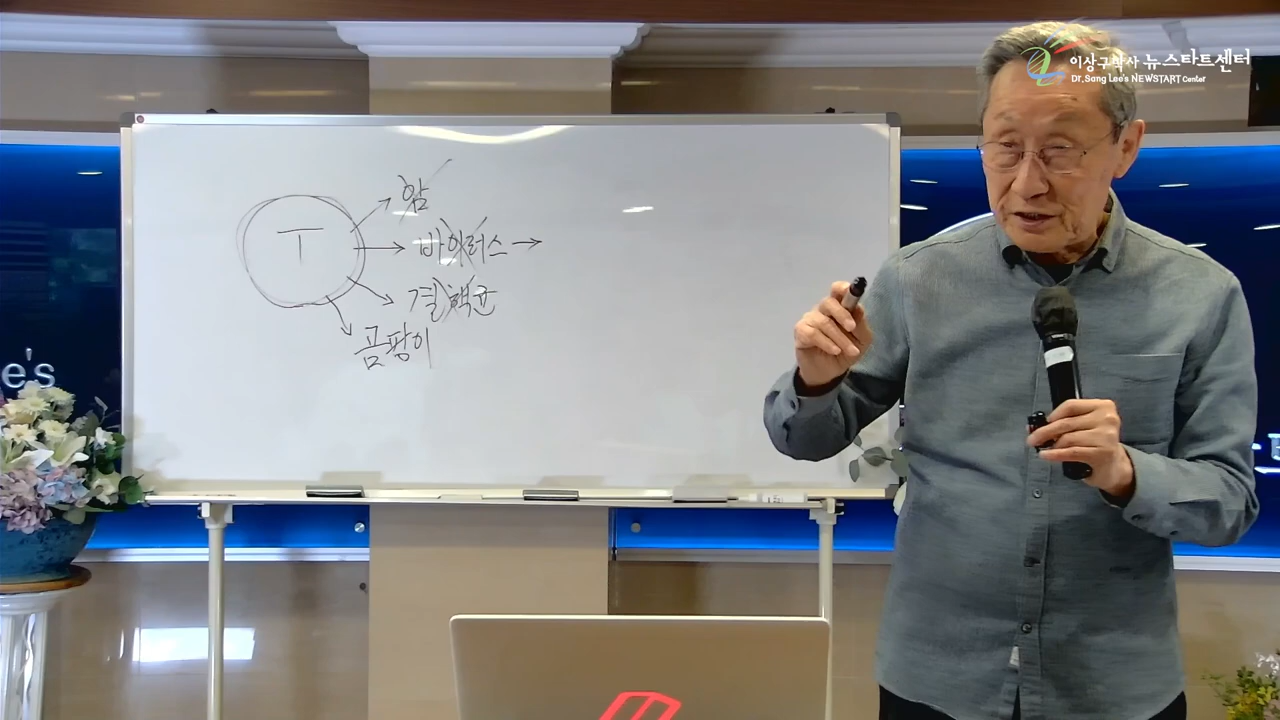 이상구박사 뉴스타트센터
Dr. Sang Lee's NEWSTART Center
T
암
바이러스 →
결핵균
곰팡이
e's